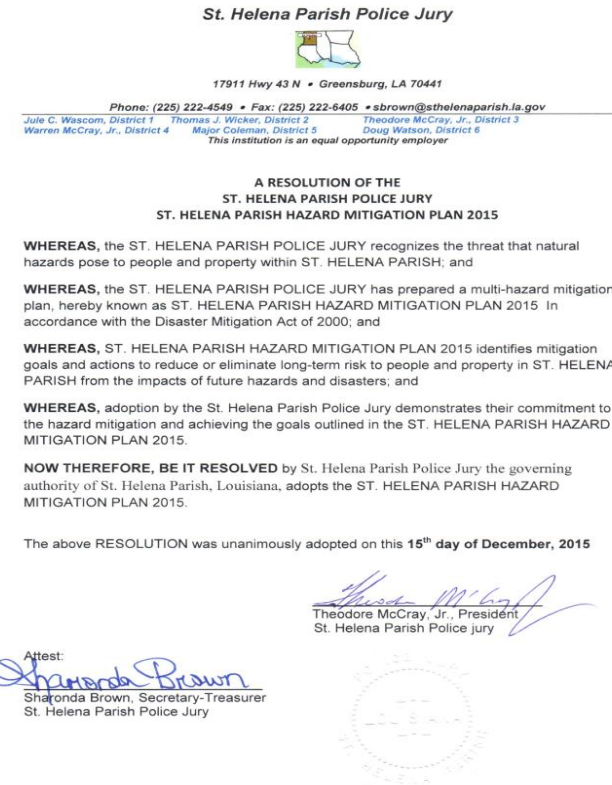 St. Helena Parish Police Jury
17911 Hwy 43 N • Greensburg, LA 70441
Phone: (225) 222-4549 • Fax: (225) 222-6405 • sbrown@sthelenaparish.la.gov
Jule C. Wascom, District 1 Thomas J. Wicker, District 2 Theodore McCray, Jr., District 3
Warren McCray, Jr., District 4 Major Coleman, District 5 Doug Watson, District 6
This institution is an equal opportunity employer
A RESOLUTION OF THE
ST. HELENA PARISH POLICE JURY
ST. HELENA PARISH HAZARD MITIGATION PLAN 2015
WHEREAS, the ST. HELENA PARISH POLICE JURY recognizes the threat that natural
hazards pose to people and property within ST. HELENA PARISH; and
WHEREAS, the ST. HELENA PARISH POLICE JURY has prepared a multi-hazard mitigation
plan, hereby known as ST. HELENA PARISH HAZARD MITIGATION PLAN 2015 In
accordance with the Disaster Mitigation Act of 2000; and
WHEREAS, ST. HELENA PARISH HAZARD MITIGATION PLAN 2015 identifies mitigation
goals and actions to reduce or eliminate long-term risk to people and property in ST. HELENA
PARISH from the impacts of future hazards and disasters; and
WHEREAS, adoption by the St. Helena Parish Police Jury demonstrates their commitment to
the hazard mitigation and achieving the goals outlined in the ST. HELENA PARISH HAZARD
MITIGATION PLAN 2015.
NOW THEREFORE, BE IT RESOLVED by St. Helena Parish Police Jury the governing
authority of St. Helena Parish, Louisiana, adopts the ST. HELENA PARISH HAZARD
MITIGATION PLAN 2015.
The above RESOLUTION was unanimously adopted on this 15th day of December, 2015
Theodore McCray, Jr., President
St. Helena Parish Police jury
Attest:
Sharonda Brown
Sharonda Brown, Secretary-Treasurer
St. Helena Parish Police Jury